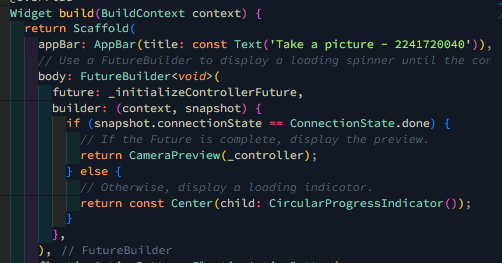 Widget build(BuildContext context) {
return Scaffold(
appBar: AppBar(title: const Text('Take a picture - 2241720040')),
// Use a FutureBuilder to display a loading spinner until the con
body: FutureBuilder<void>(
future: _initializeControllerFuture,
builder: (context, snapshot) {
if (snapshot.connectionState == ConnectionState.done) {
// If the Future is complete, display the preview.
return CameraPreview(_controller);
} else {
// Otherwise, display a loading indicator.
return const Center(child: CircularProgressIndicator());
}
},
), // FutureBuilder